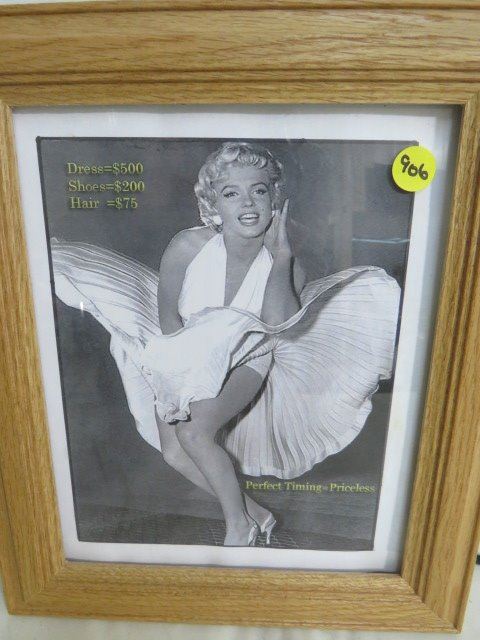 Dress=$500
Shoes=$200
Hair =$75
906
Perfect Timing=Priceless